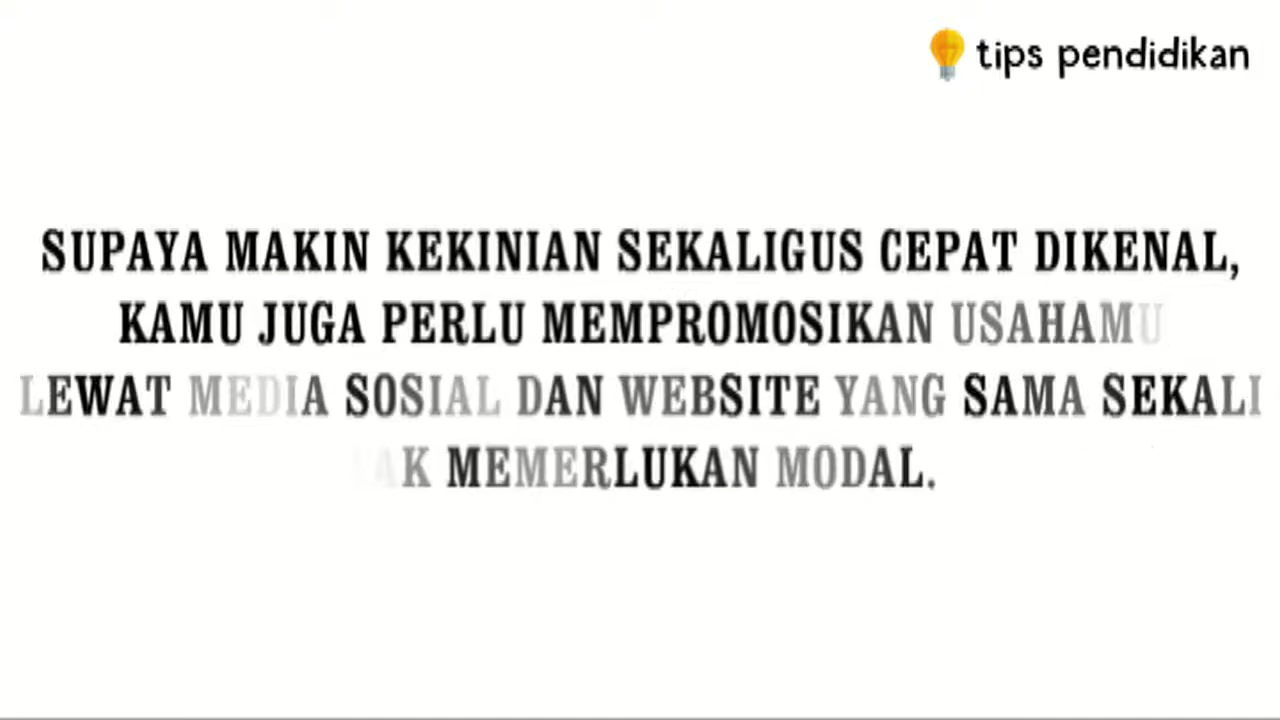 tips pendidikan
SUPAYA MAKIN KEKINIAN SEKALIGUS CEPAT DIKENAL,
KAMU JUGA PERLU MEMPROMOSIKAN USAHAMU
LEWAT MEDIA SOSIAL DAN WEBSITE YANG SAMA SEKALI
MEMERLUKAN MODAL.